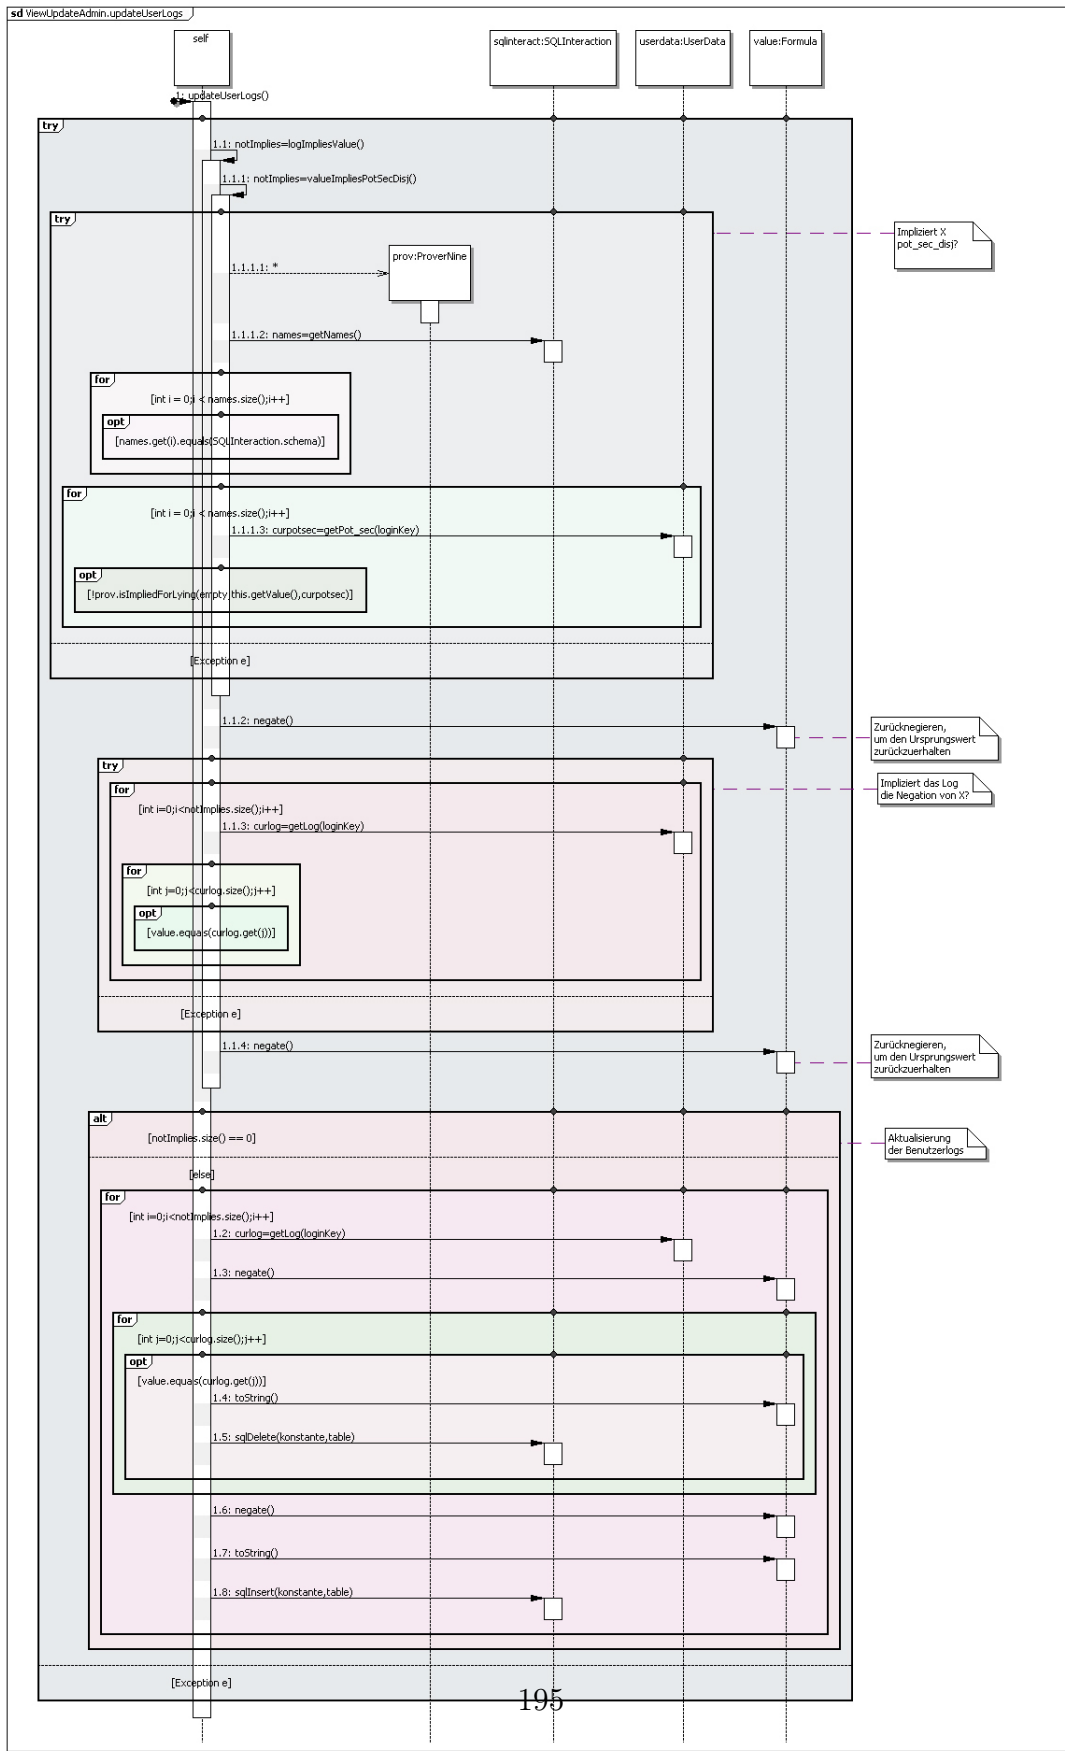 sd ViewUpdateAdmin.updateUserLogs
self
sqlinteract:SQLInteraction
userdata:UserData
value:Formula
1: updateUserLogs()
try
1.1: notImplies=logImpliesValue()
1.1.1: notImplies=valueImpliesPotSecDisj()
try
Impliziert X
pot_sec_disj?
prov:ProverNine
1.1.1.1: *
1.1.1.2: names=getNames()
for
[int i = 0;i < names.size();i++]
opt
[names.get(i).equals(SQLInteraction.schema)]
for
[int i = 0;i < names.size();i++]
1.1.1.3: curpotsec=getPot_sec(loginKey)
opt
[!prov.isImpliedForLying(empty,this.getValue(),curpotsec)]
[Exception e]
1.1.2: negate()
Zurücknegieren,
um den Ursprungswert
zurückzuerhalten
try
Impliziert das Log
die Negation von X?
for
[int i=0;i<notImplies.size();i++]
1.1.3: curlog=getLog(loginKey)
for
[int j=0;j<curlog.size();j++]
opt
[value.equals(curlog.get(j))]
[Exception e]
1.1.4: negate()
Zurücknegieren,
um den Ursprungswert
zurückzuerhalten
alt
[notImplies.size() == 0]
Aktualisierung
der Benutzerlogs
[else]
for
[int i=0;i<notImplies.size();i++]
1.2: curlog=getLog(loginKey)
1.3: negate()
for
[int j=0;j<curlog.size();j++]
opt
[value.equals(curlog.get(j))]
1.4: toString()
1.5: sqlDelete(konstante,table)
1.6: negate()
1.7: toString()
1.8: sqlInsert(konstante,table)
[Exception e]
195